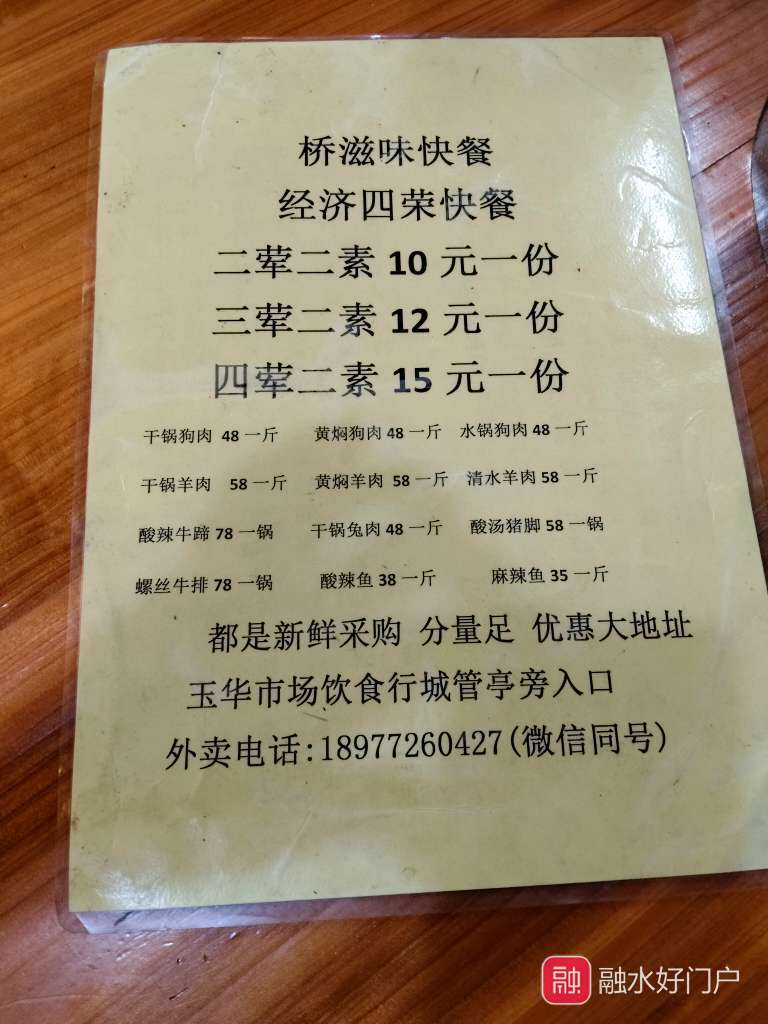 桥滋味快餐
经济四荣快餐
二荤二素 10 元一份
三荤二素 12 元一份
四荤二素 15 元一份
干锅狗肉 48 一斤 黄焖狗肉 48 一斤 水锅狗肉 48 一斤
干锅羊肉 58 一斤 黄焖羊肉 58 一斤 清水羊肉 58 一斤
酸辣牛蹄 78 一锅 干锅兔肉 48 一斤 酸汤猪脚 58 一锅
螺丝牛排 78 一锅 酸辣鱼 38 一斤 麻辣鱼 35 一斤
都是新鲜采购 分量足 优惠大地址
玉华市场饮食行城管亭旁入口
外卖电话:18977260427(微信同号)
融 融水好门户